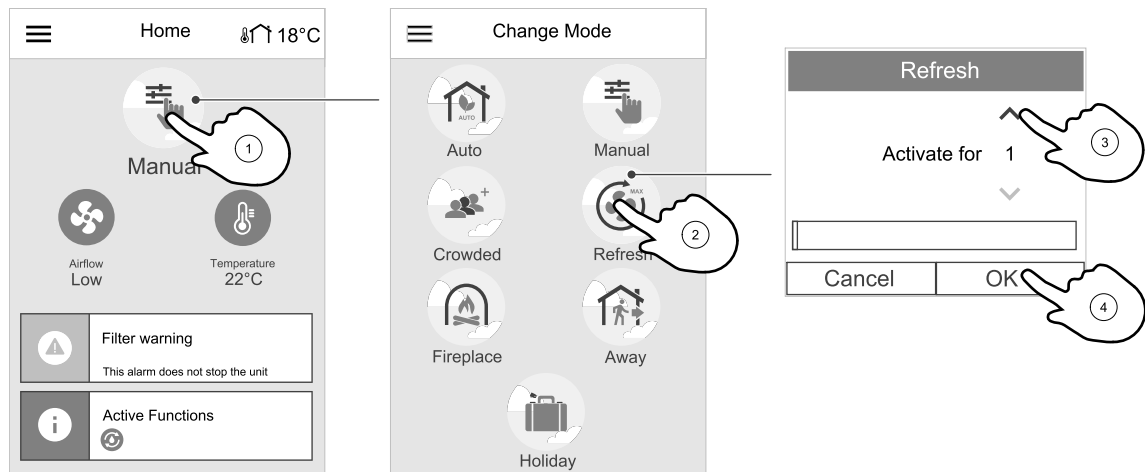 Home
18°C
1
Manual
Airflow
Low
Temperature
22°C
Filter warning
This alarm does not stop the unit
Active Functions
Change Mode
AUTO
Auto
Manual
MAX
2
Crowded
Refresh
Fireplace
Away
Holiday
Refresh
3
Activate for 1
Cancel
OK
4